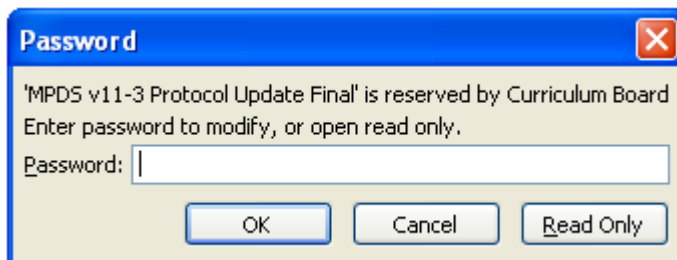 Password
'MPDS v11-3 Protocol Update Final' is reserved by Curriculum Board
Enter password to modify, or open read only.
Password:
OK Cancel Read Only